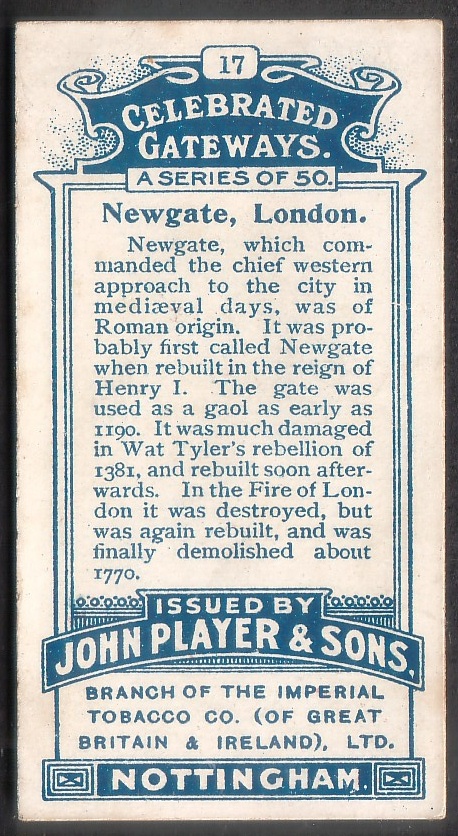 17
CELEBRATED
GATEWAYS.
A SERIES OF 50.
Newgate, London.
Newgate, which com-
manded the chief western
approach to the city in
mediæval days, was of
Roman origin. It was pro-
bably first called Newgate
when rebuilt in the reign of
Henry I. The gate was
used as a gaol as early as
1190. It was much damaged
in Wat Tyler's rebellion of
1381, and rebuilt soon after-
wards. In the Fire of Lon-
don it was destroyed, but
was again rebuilt, and was
finally demolished about
1770.
ISSUED BY
JOHN PLAYER & SONS.
BRANCH OF THE IMPERIAL
TOBACCO CO. (OF GREAT
BRITAIN & IRELAND), LTD.
NOTTINGHAM.